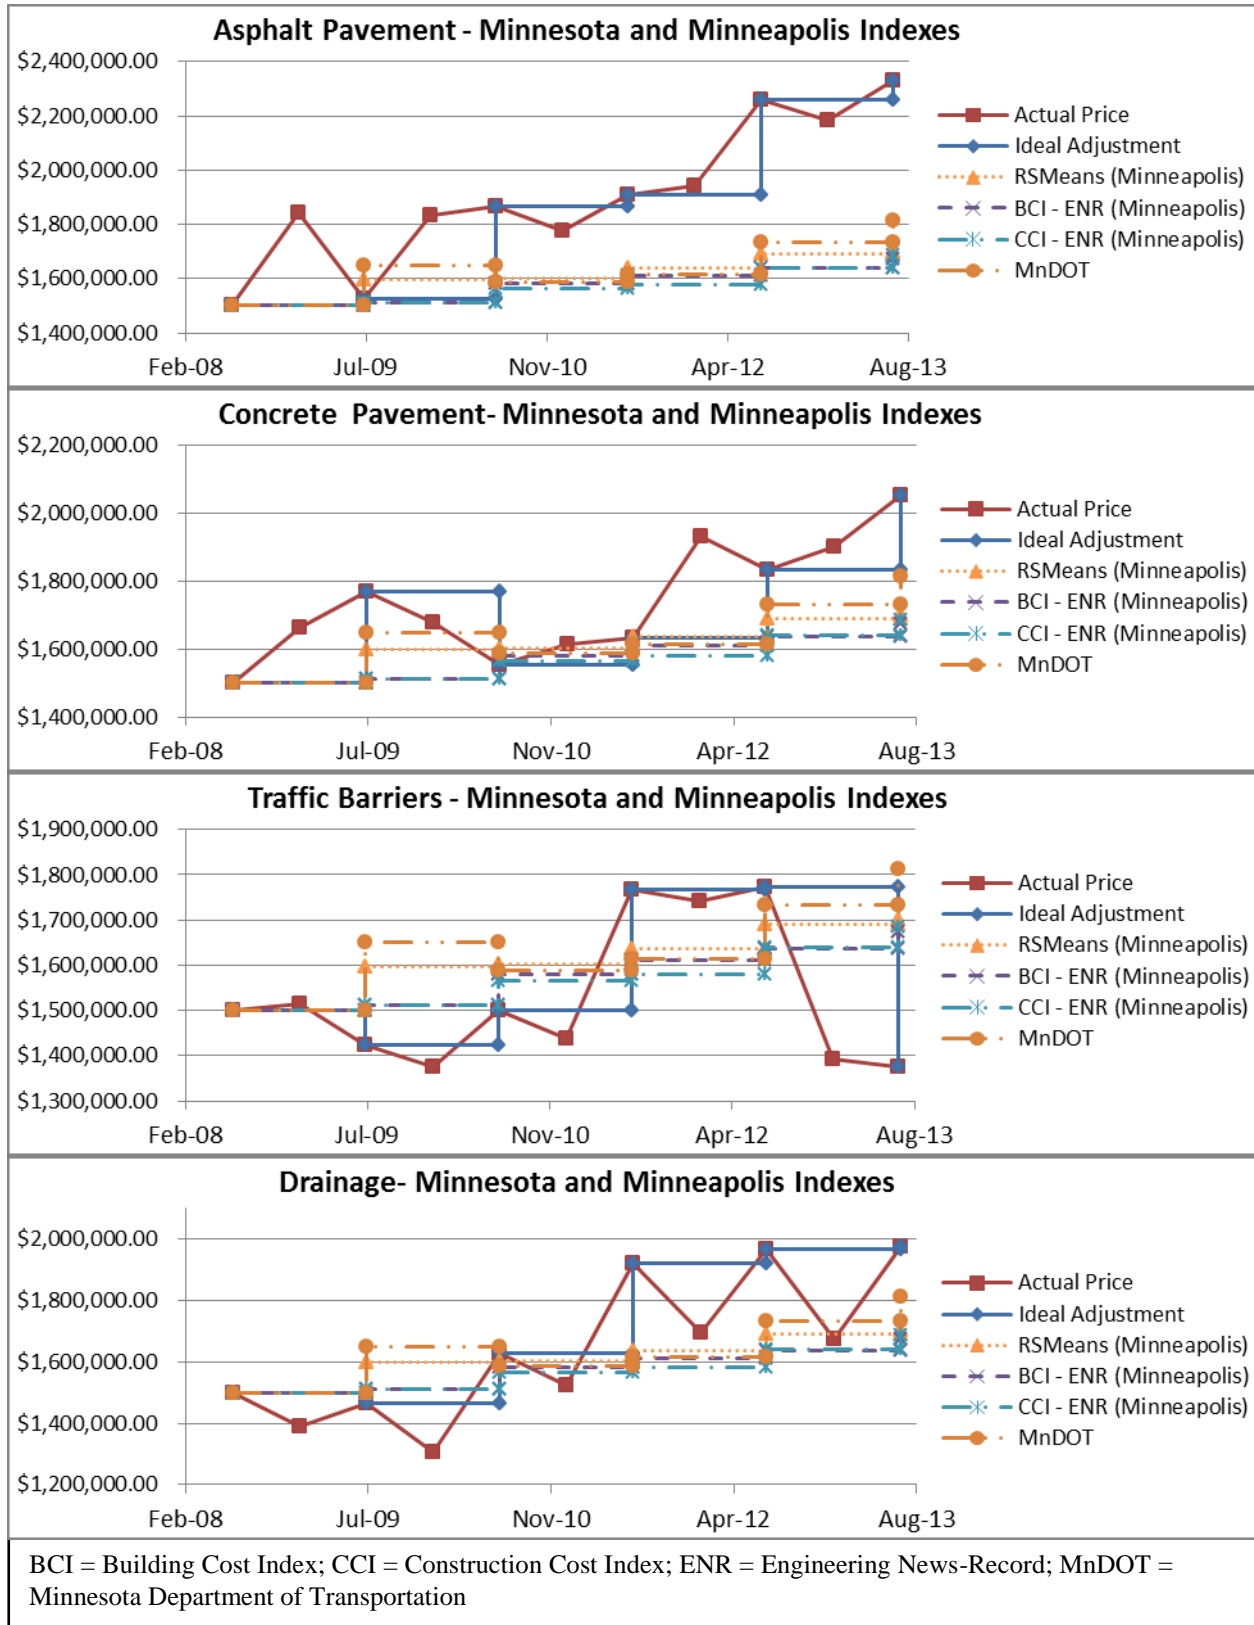 Asphalt Pavement - Minnesota and Minneapolis Indexes
$2,400,000.00
$2,200,000.00
$2,000,000.00
$1,800,000.00
$1,600,000.00
$1,400,000.00
Feb-08 Jul-09 Nov-10 Apr-12 Aug-13
Actual Price
Ideal Adjustment
RSMeans (Minneapolis)
BCI - ENR (Minneapolis)
CCI - ENR (Minneapolis)
MnDOT
Concrete Pavement- Minnesota and Minneapolis Indexes
$2,200,000.00
$2,000,000.00
$1,800,000.00
$1,600,000.00
$1,400,000.00
Feb-08 Jul-09 Nov-10 Apr-12 Aug-13
Actual Price
Ideal Adjustment
RSMeans (Minneapolis)
BCI - ENR (Minneapolis)
CCI - ENR (Minneapolis)
MnDOT
Traffic Barriers - Minnesota and Minneapolis Indexes
$1,900,000.00
$1,800,000.00
$1,700,000.00
$1,600,000.00
$1,500,000.00
$1,400,000.00
$1,300,000.00
Feb-08 Jul-09 Nov-10 Apr-12 Aug-13
Actual Price
Ideal Adjustment
RSMeans (Minneapolis)
BCI - ENR (Minneapolis)
CCI - ENR (Minneapolis)
MnDOT
Drainage- Minnesota and Minneapolis Indexes
$2,000,000.00
$1,800,000.00
$1,600,000.00
$1,400,000.00
$1,200,000.00
Feb-08 Jul-09 Nov-10 Apr-12 Aug-13
Actual Price
Ideal Adjustment
RSMeans (Minneapolis)
BCI - ENR (Minneapolis)
CCI - ENR (Minneapolis)
MnDOT
BCI = Building Cost Index; CCI = Construction Cost Index; ENR = Engineering News-Record; MnDOT =
Minnesota Department of Transportation